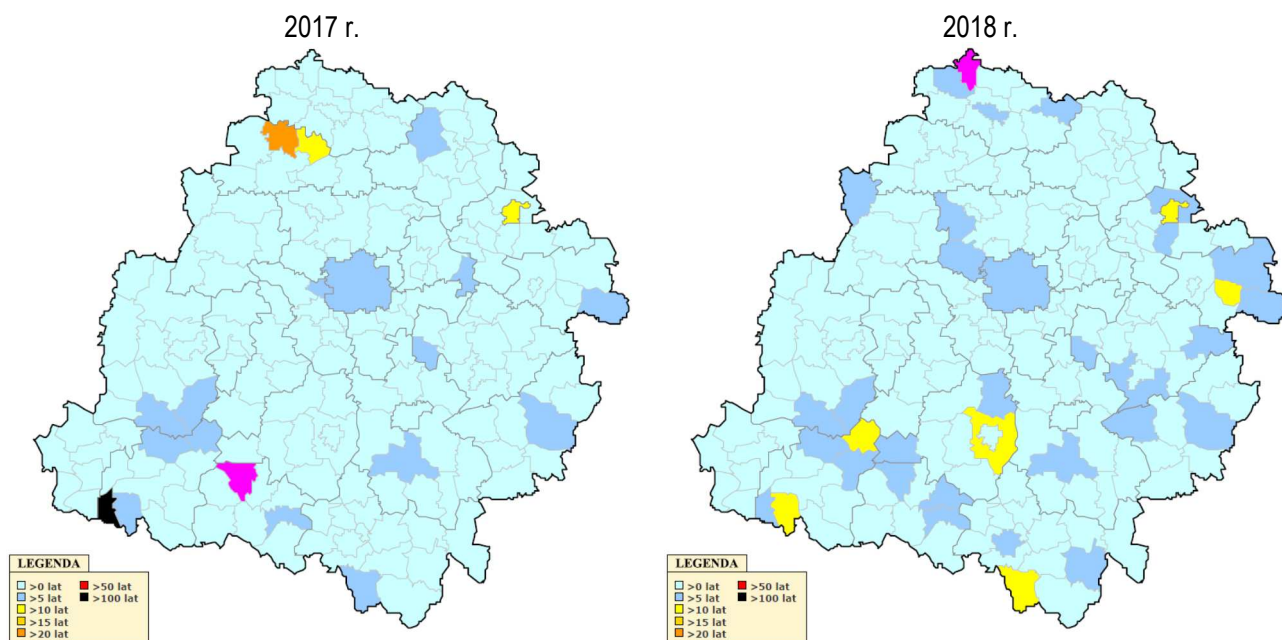 2017 r.
2018 r.
LEGENDA
>0 lat >50 lat
>5 lat >100 lat
>10 lat
>15 lat
>20 lat
LEGENDA
>0 lat >50 lat
>5 lat >100 lat
>10 lat
>15 lat
>20 lat